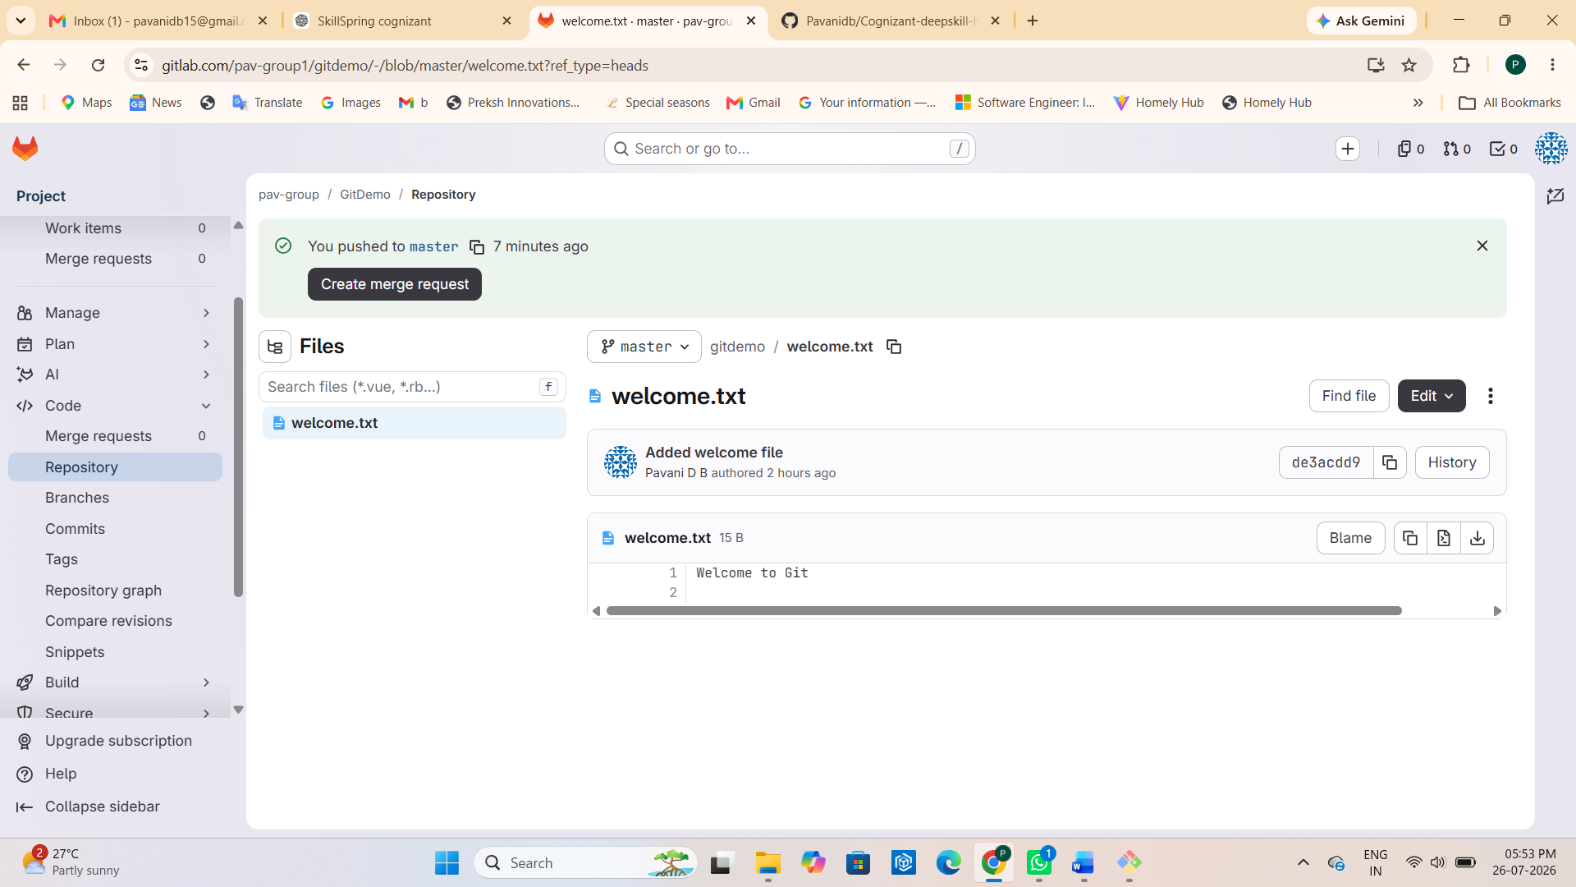 Inbox (1) - pavanidb15@gmail.c
SkillSpring cognizant
welcome.txt · master · pav-grou
Pavanidb/Cognizant-deepskill-
Ask Gemini
gitlab.com/pav-group1/gitdemo/-/blob/master/welcome.txt?ref_type=heads
P
Maps
News
Translate
Images
b
Preksh Innovations...
Special seasons
Gmail
Your information —...
Software Engineer: I...
Homely Hub
Homely Hub
All Bookmarks
Search or go to...
/
0
0
0
Project
Work items 0
Merge requests 0
Manage
Plan
AI
Code
Merge requests 0
Repository
Branches
Commits
Tags
Repository graph
Compare revisions
Snippets
Build
Secure
Upgrade subscription
Help
Collapse sidebar
pav-group / GitDemo / Repository
You pushed to master 7 minutes ago
Create merge request
Files
Search files (*.vue, *.rb...)
f
welcome.txt
master
gitdemo / welcome.txt
welcome.txt
Find file
Edit
Added welcome file
Pavani D B authored 2 hours ago
de3acdd9
History
welcome.txt 15 B
Blame
1 Welcome to Git
2
2
27°C
Partly sunny
Search
P
1
ENG
IN
05:53 PM
26-07-2026